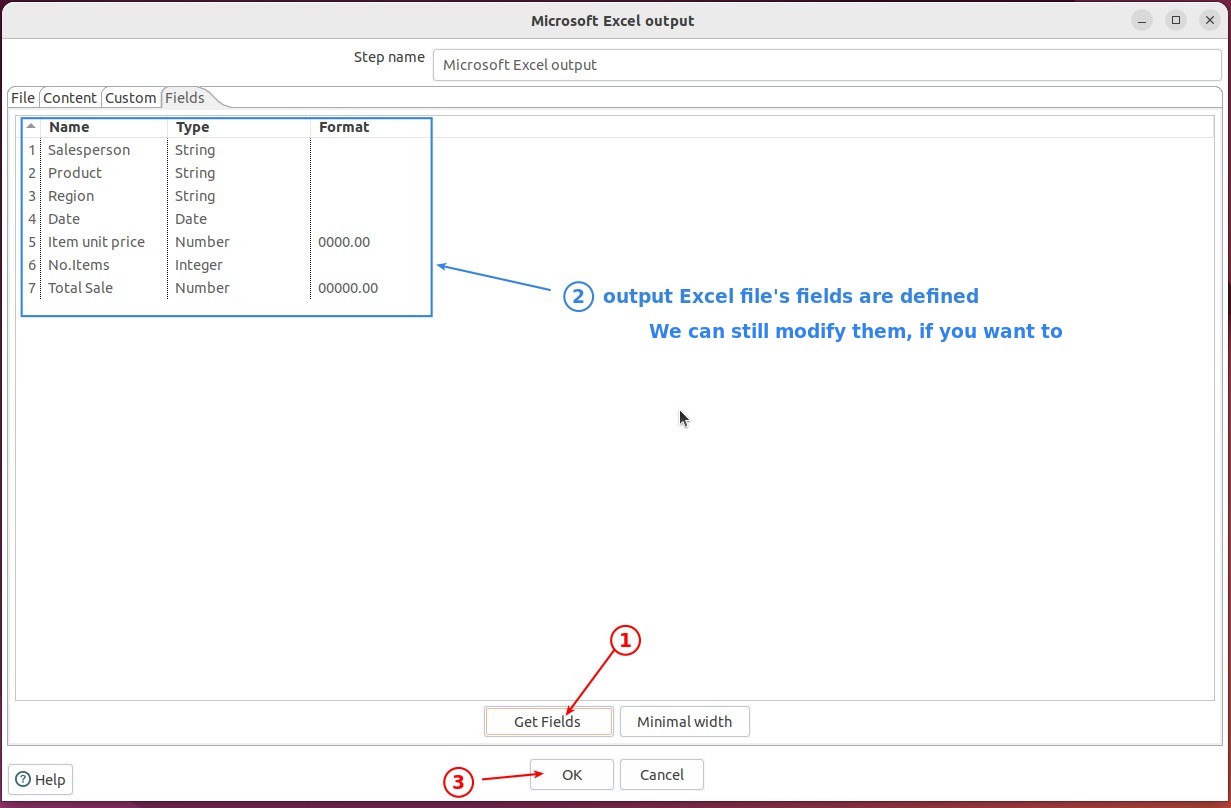 Microsoft Excel output
Step name
Microsoft Excel output
File Content Custom Fields
Name Type Format
1 Salesperson String
2 Product String
3 Region String
4 Date Date
5 Item unit price Number 0000.00
6 No.Items Integer
7 Total Sale Number 00000.00
2 output Excel file's fields are defined
We can still modify them, if you want to
1
Get Fields Minimal width
? Help 3 OK Cancel